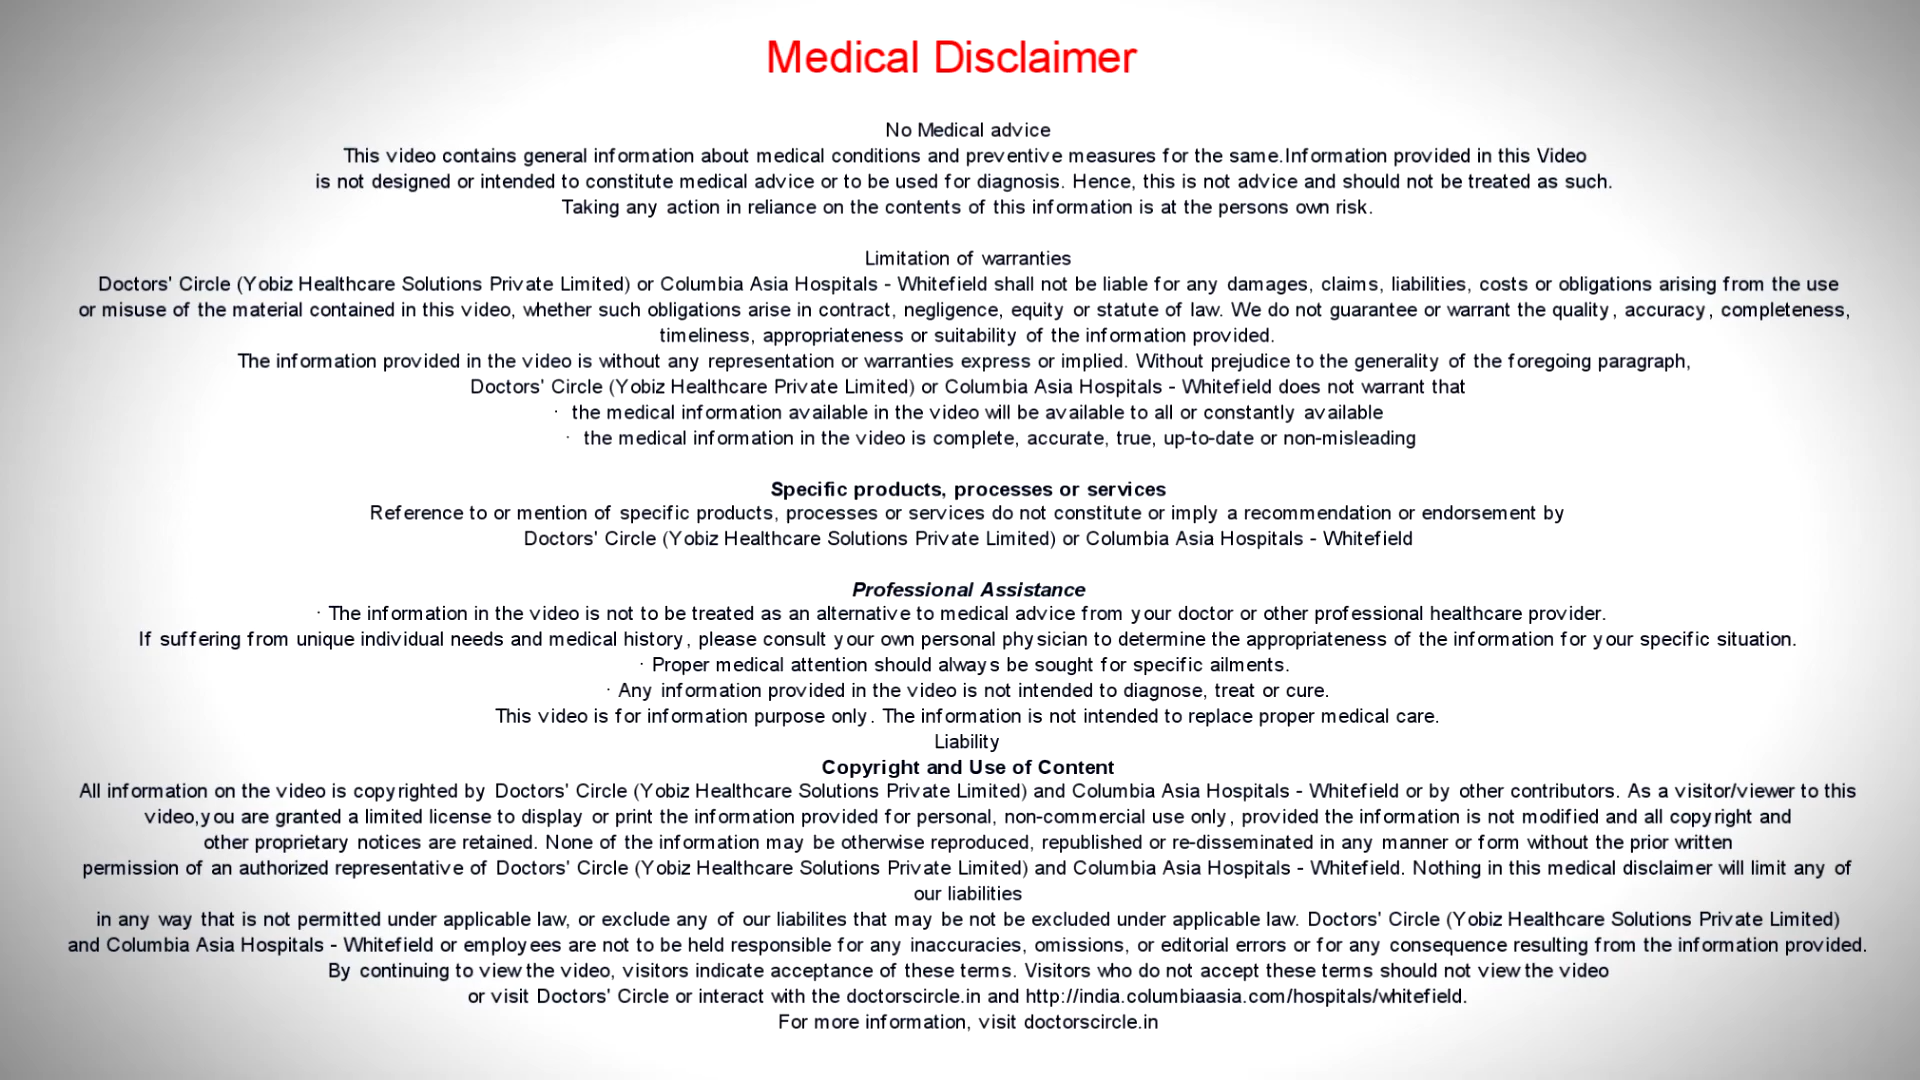 Medical Disclaimer
No Medical advice
This video contains general information about medical conditions and preventive measures for the same.Information provided in this Video
is not designed or intended to constitute medical advice or to be used for diagnosis. Hence, this is not advice and should not be treated as such.
Taking any action in reliance on the contents of this information is at the persons own risk.
Limitation of warranties
Doctors' Circle (Yobiz Healthcare Solutions Private Limited) or Columbia Asia Hospitals - Whitefield shall not be liable for any damages, claims, liabilities, costs or obligations arising from the use
or misuse of the material contained in this video, whether such obligations arise in contract, negligence, equity or statute of law. We do not guarantee or warrant the quality, accuracy, completeness,
timeliness, appropriateness or suitability of the information provided.
The information provided in the video is without any representation or warranties express or implied. Without prejudice to the generality of the foregoing paragraph,
Doctors' Circle (Yobiz Healthcare Private Limited) or Columbia Asia Hospitals - Whitefield does not warrant that
· the medical information available in the video will be available to all or constantly available
· the medical information in the video is complete, accurate, true, up-to-date or non-misleading
Specific products, processes or services
Reference to or mention of specific products, processes or services do not constitute or imply a recommendation or endorsement by
Doctors' Circle (Yobiz Healthcare Solutions Private Limited) or Columbia Asia Hospitals - Whitefield
Professional Assistance
· The information in the video is not to be treated as an alternative to medical advice from your doctor or other professional healthcare provider.
If suffering from unique individual needs and medical history, please consult your own personal physician to determine the appropriateness of the information for your specific situation.
· Proper medical attention should always be sought for specific ailments.
· Any information provided in the video is not intended to diagnose, treat or cure.
This video is for information purpose only. The information is not intended to replace proper medical care.
Liability
Copyright and Use of Content
All information on the video is copyrighted by Doctors' Circle (Yobiz Healthcare Solutions Private Limited) and Columbia Asia Hospitals - Whitefield or by other contributors. As a visitor/viewer to this
video,you are granted a limited license to display or print the information provided for personal, non-commercial use only, provided the information is not modified and all copyright and
other proprietary notices are retained. None of the information may be otherwise reproduced, republished or re-disseminated in any manner or form without the prior written
permission of an authorized representative of Doctors' Circle (Yobiz Healthcare Solutions Private Limited) and Columbia Asia Hospitals - Whitefield. Nothing in this medical disclaimer will limit any of
our liabilities
in any way that is not permitted under applicable law, or exclude any of our liabilites that may be not be excluded under applicable law. Doctors' Circle (Yobiz Healthcare Solutions Private Limited)
and Columbia Asia Hospitals - Whitefield or employees are not to be held responsible for any inaccuracies, omissions, or editorial errors or for any consequence resulting from the information provided.
By continuing to view the video, visitors indicate acceptance of these terms. Visitors who do not accept these terms should not view the video
or visit Doctors' Circle or interact with the doctorscircle.in and http://india.columbiaasia.com/hospitals/whitefield.
For more information, visit doctorscircle.in